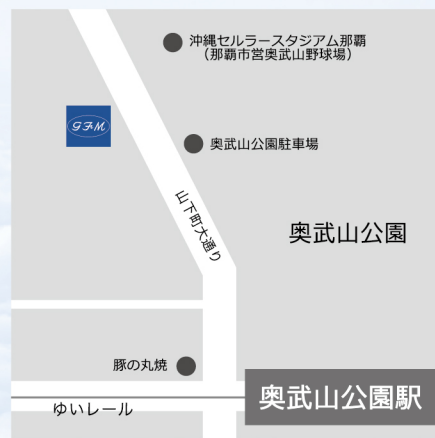 沖縄セルラースタジアム那覇
（那覇市営奥武山野球場）
GFM
奥武山公園駐車場
山下町大通り
奥武山公園
豚の丸焼
奥武山公園駅
ゆいレール